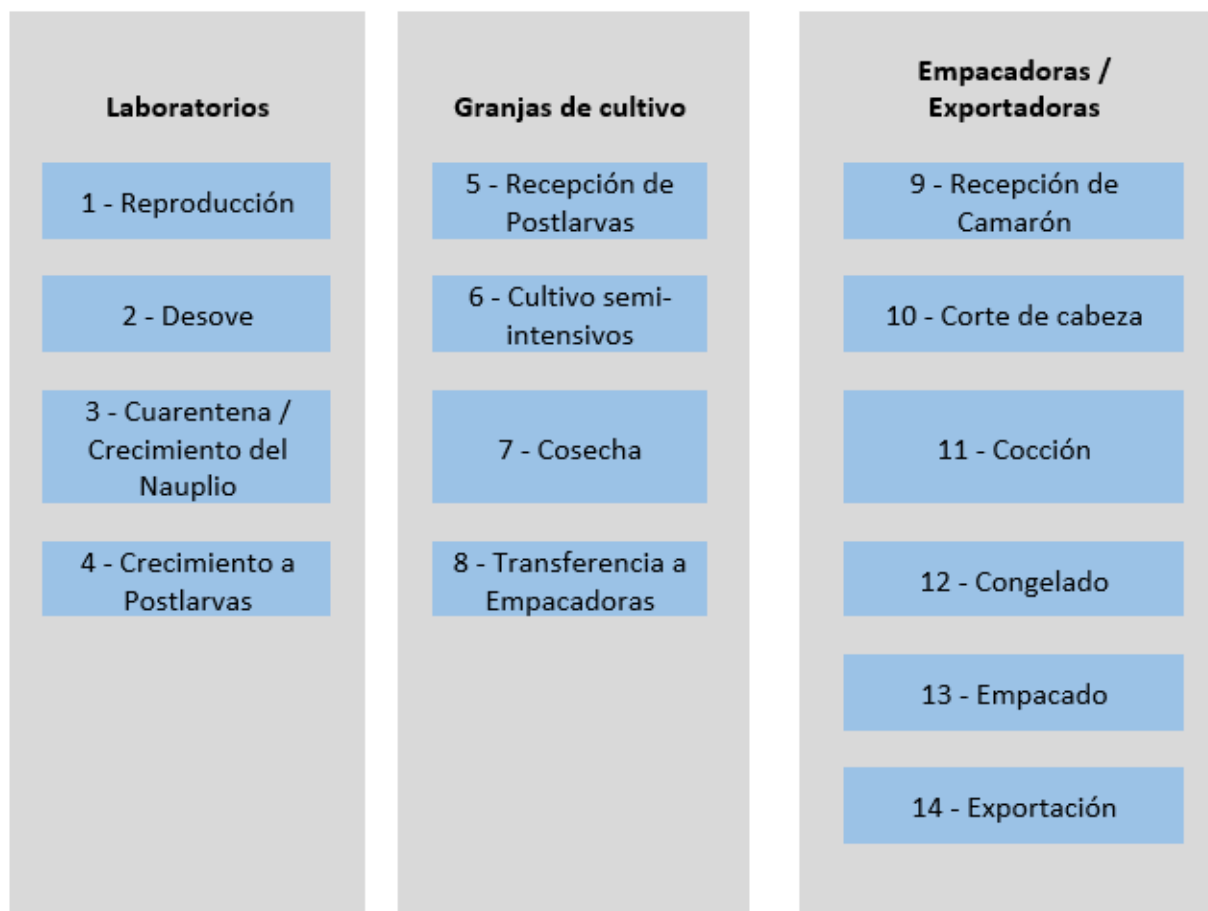 Laboratorios
1 - Reproducción
2 - Desove
3 - Cuarentena /
Crecimiento del
Nauplio
4 - Crecimiento a
Postlarvas
Granjas de cultivo
5 - Recepción de
Postlarvas
6 - Cultivo semi-
intensivos
7 - Cosecha
8 - Transferencia a
Empacadoras
Empacadoras /
Exportadoras
9 - Recepción de
Camarón
10 - Corte de cabeza
11 - Cocción
12 - Congelado
13 - Empacado
14 - Exportación